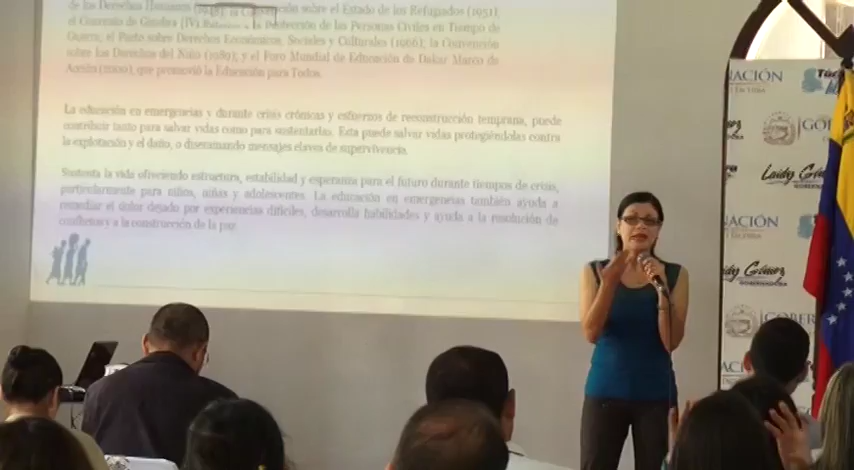 de los Derechos Humanos (1948); la Convención sobre el Estado de los Refugiados (1951);
el Convenio de Ginebra (IV) Relativo a la Protección de las Personas Civiles en Tiempo de
Guerra; el Pacto sobre Derechos Económicos, Sociales y Culturales (1966); la Convención
sobre los Derechos del Niño (1989); y el Foro Mundial de Educación de Dakar Marco de
Acción (2000), que promovió la Educación para Todos.
La educación en emergencias y durante crisis crónicas y esfuerzos de reconstrucción temprana, puede
contribuir tanto para salvar vidas como para sustentarlas. Esta puede salvar vidas protegiéndolas contra
la explotación y el daño, o diseminando mensajes claves de supervivencia.
Sustenta la vida ofreciendo estructura, estabilidad y esperanza para el futuro durante tiempos de crisis,
particularmente para niños, niñas y adolescentes. La educación en emergencias también ayuda a
remediar el dolor dejado por experiencias difíciles, desarrolla habilidades y ayuda a la resolución de
conflictos y a la construcción de la paz
NACIÓN
GOBE
Laidy Gómez
GOBERNADORA
NACIÓN
Laidy Gómez
GOBERNADORA
GOBER
ACIÓN